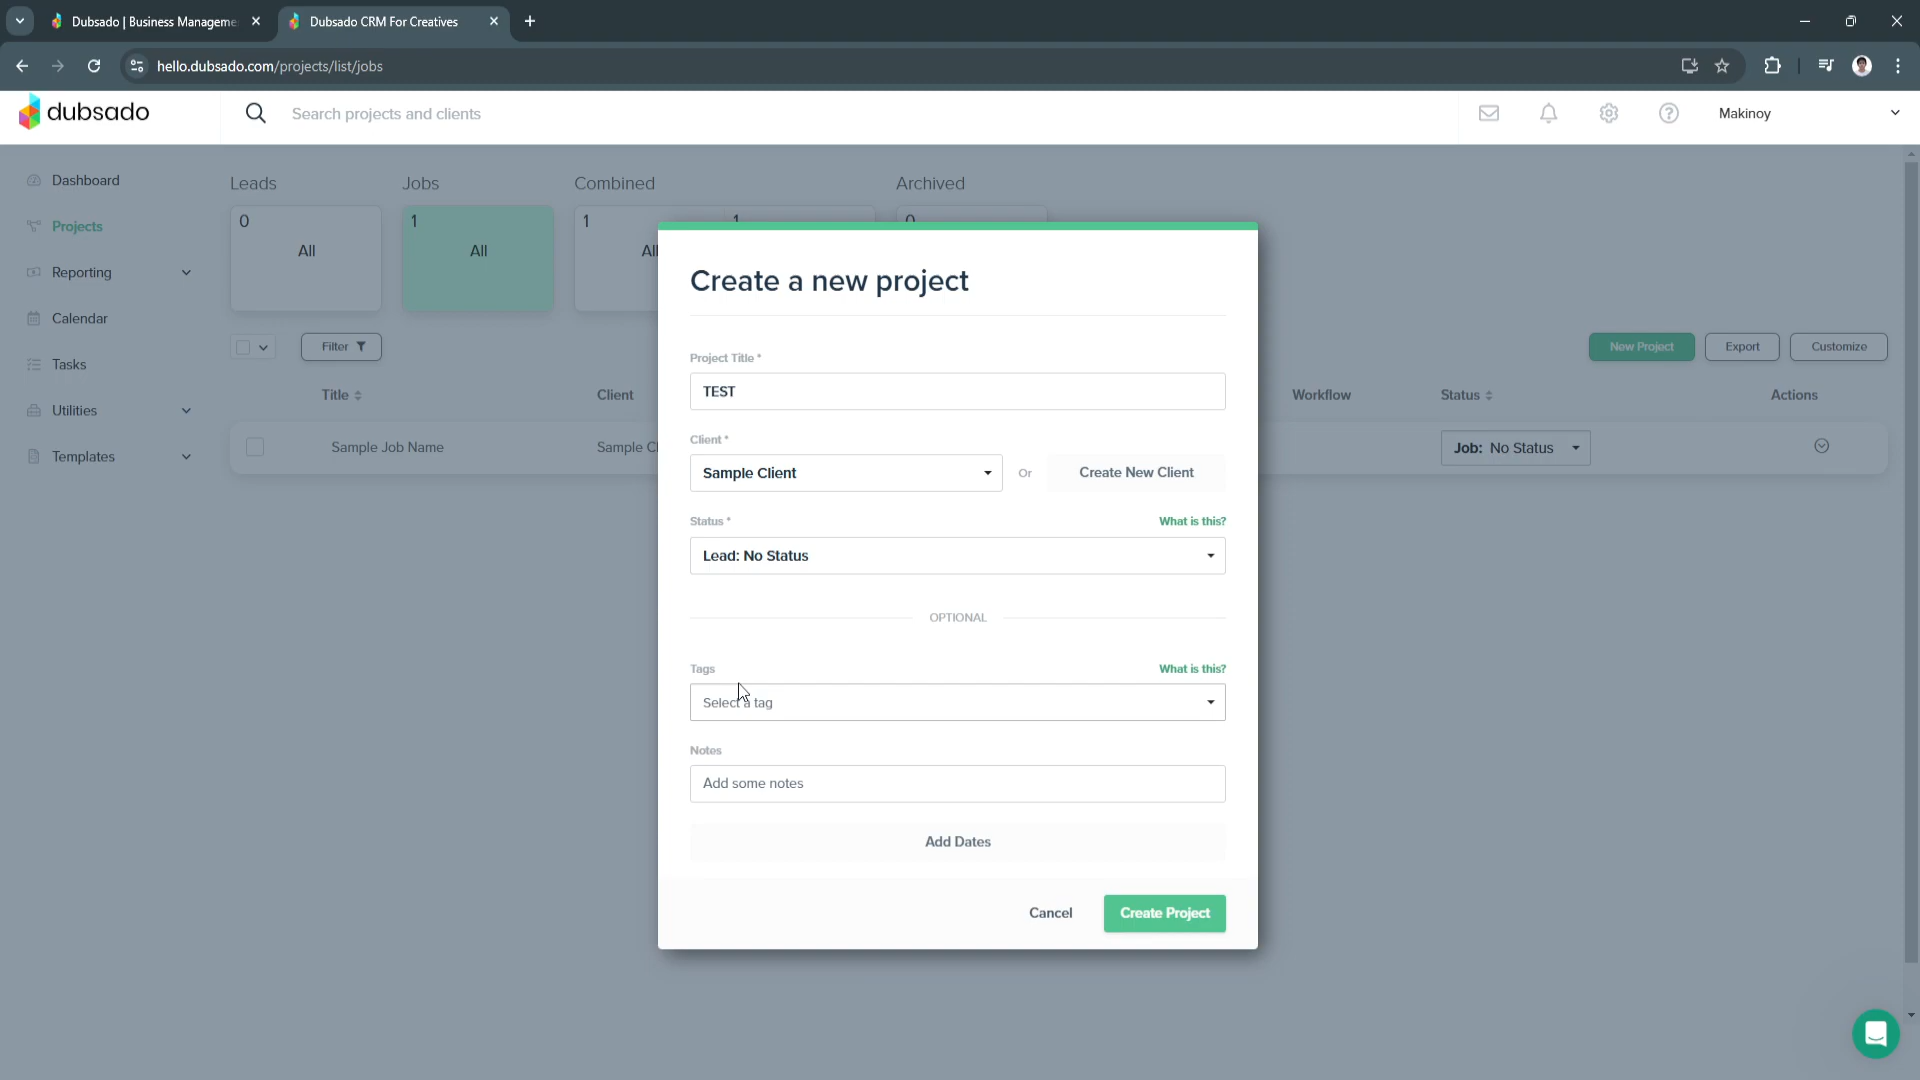 Dubsado | Business Manageme
Dubsado CRM For Creatives
hello.dubsado.com/projects/list/jobs
dubsado
Search projects and clients
Makinoy
Dashboard
Projects
Reporting
Calendar
Tasks
Utilities
Templates
Leads
Jobs
Combined
Archived
0
1
1
1
0
All
All
All
Filter
New Project
Export
Customize
Title
Client
Workflow
Status
Actions
Sample Job Name
Sample Cl
Job: No Status
Create a new project
Project Title *
TEST
Client *
Sample Client
Or
Create New Client
Status *
What is this?
Lead: No Status
OPTIONAL
Tags
What is this?
Select a tag
Notes
Add some notes
Add Dates
Cancel
Create Project